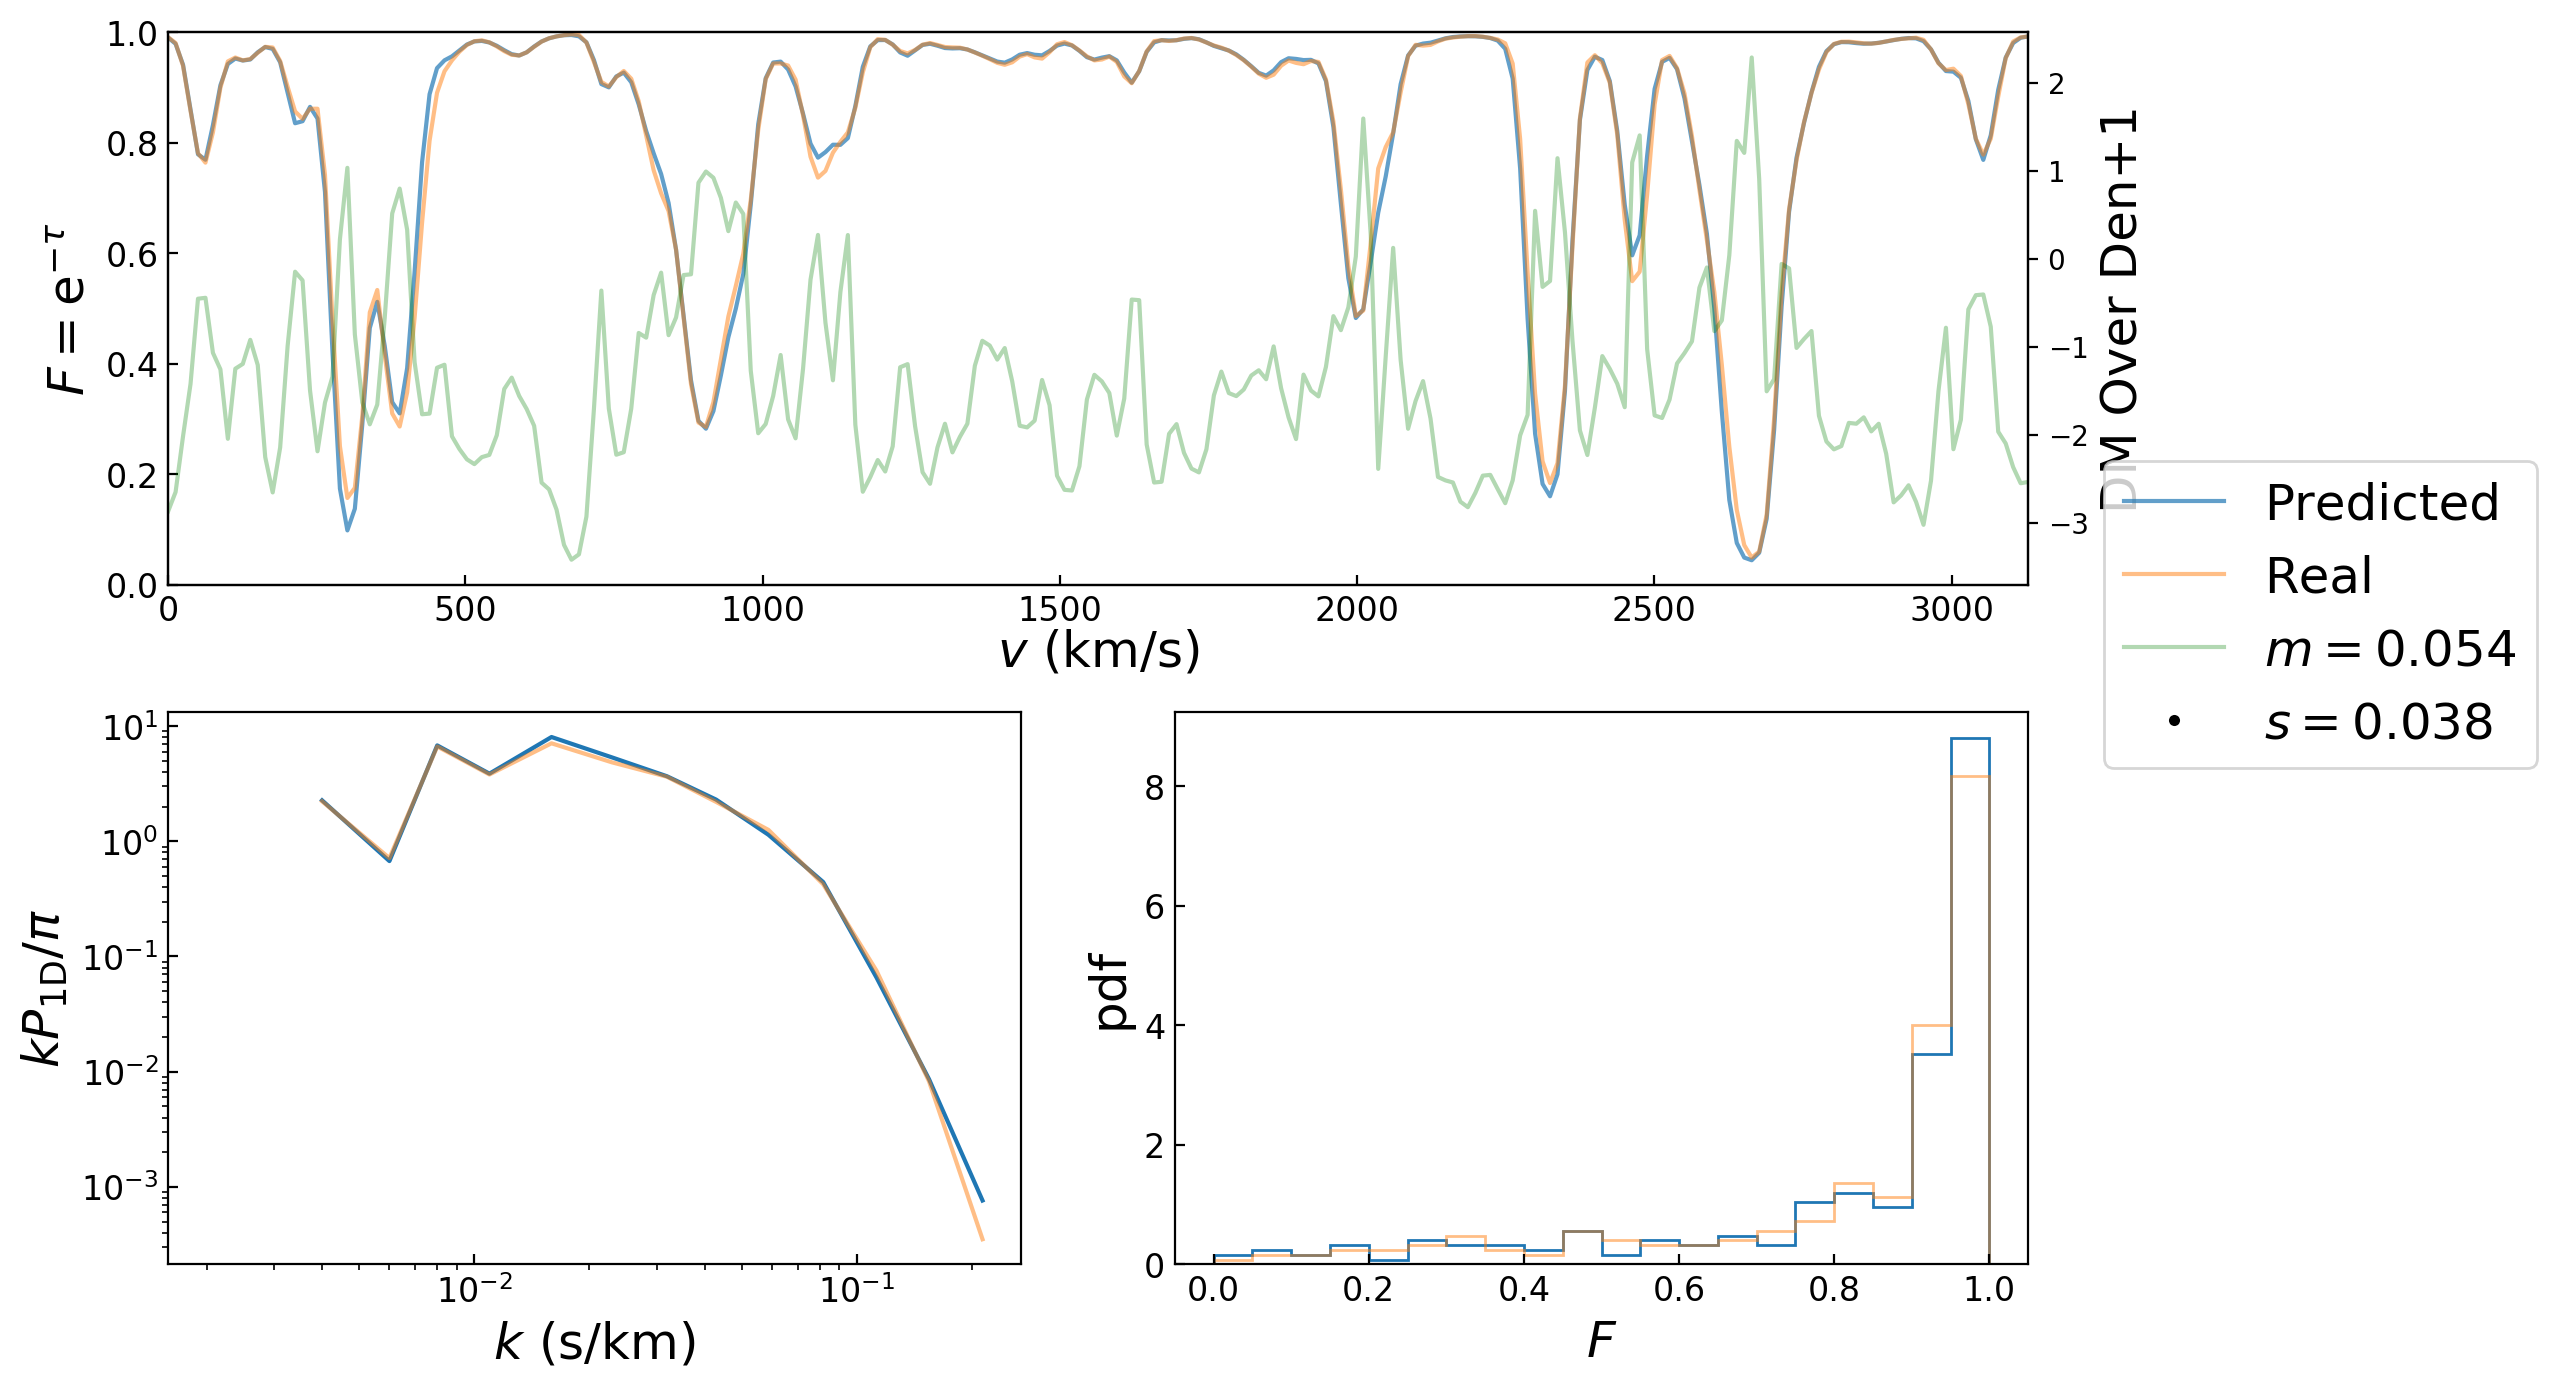 1.0
0.8
0.6
0.4
0.2
0.0
F = e^{−τ}
0 500 1000 1500 2000 2500 3000
v (km/s)
2
1
0
−1
−2
−3
DM Over Den+1
Predicted
Real
m = 0.054
s = 0.038
10^1
10^0
10^{−1}
10^{−2}
10^{−3}
kP_{1D}/π
10^{−2} 10^{−1}
k (s/km)
8
6
4
2
0
pdf
0.0 0.2 0.4 0.6 0.8 1.0
F